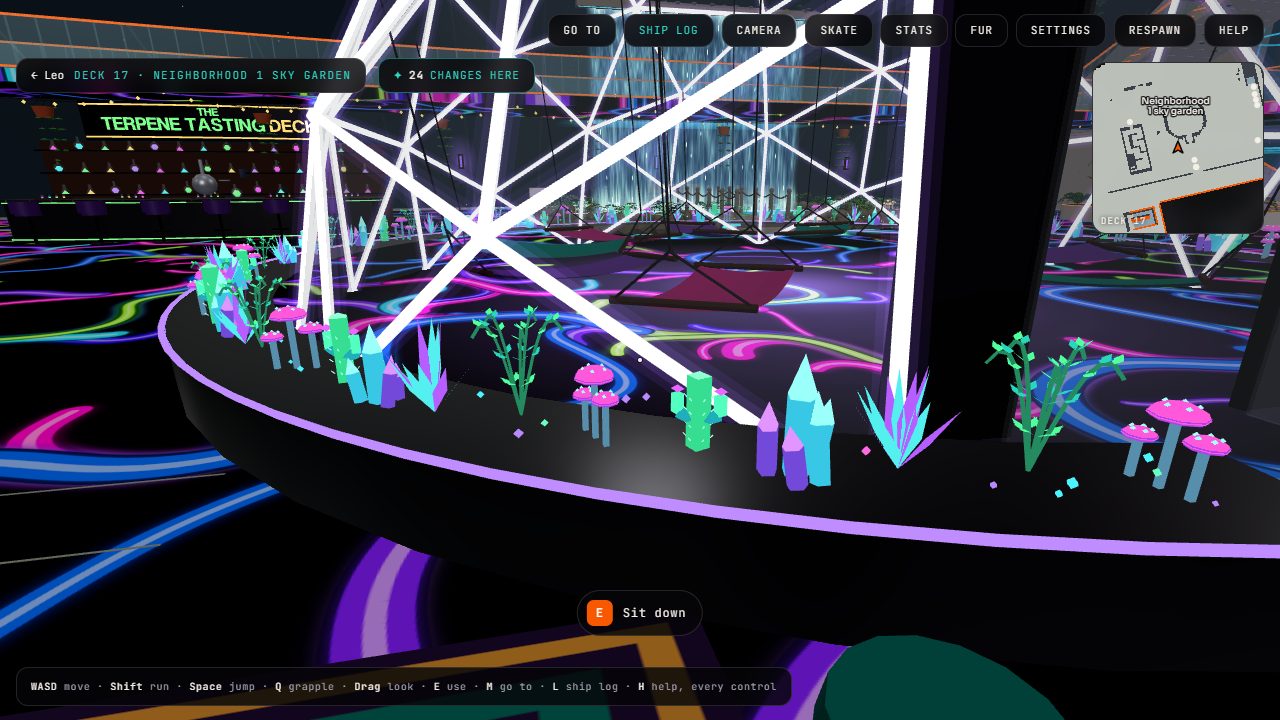 GO TO
SHIP LOG
CAMERA
SKATE
STATS
FUR
SETTINGS
RESPAWN
HELP
← Leo DECK 17 · NEIGHBORHOOD 1 SKY GARDEN
✦ 24 CHANGES HERE
THE
TERPENE TASTING DECK
Neighborhood
1 sky garden
DECK 17
E Sit down
WASD move · Shift run · Space jump · Q grapple · Drag look · E use · M go to · L ship log · H help, every control